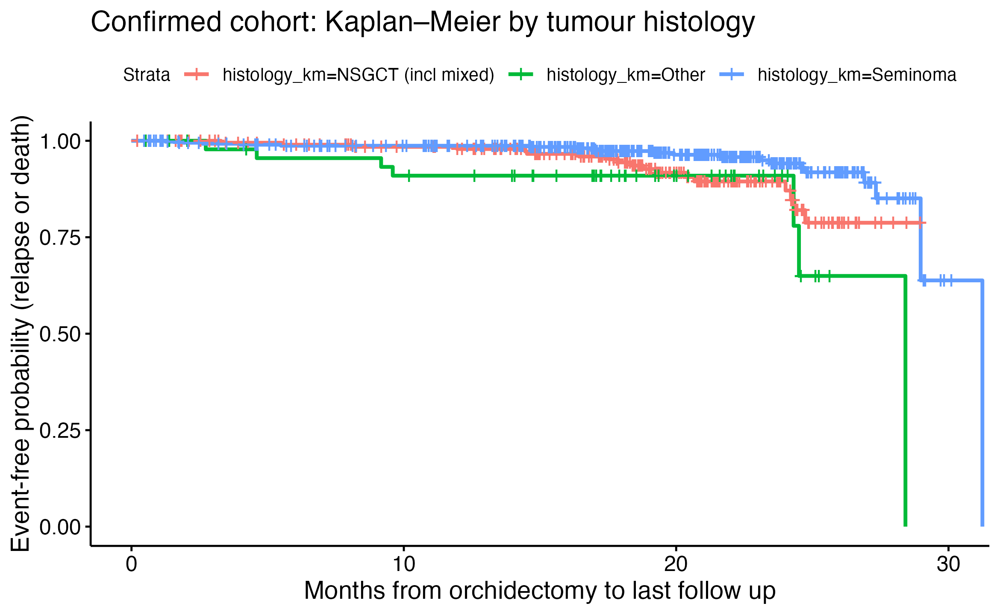 Confirmed cohort: Kaplan–Meier by tumour histology
Strata histology_km=NSGCT (incl mixed) histology_km=Other histology_km=Seminoma
Event-free probability (relapse or death)
1.00
0.75
0.50
0.25
0.00
0 10 20 30
Months from orchidectomy to last follow up